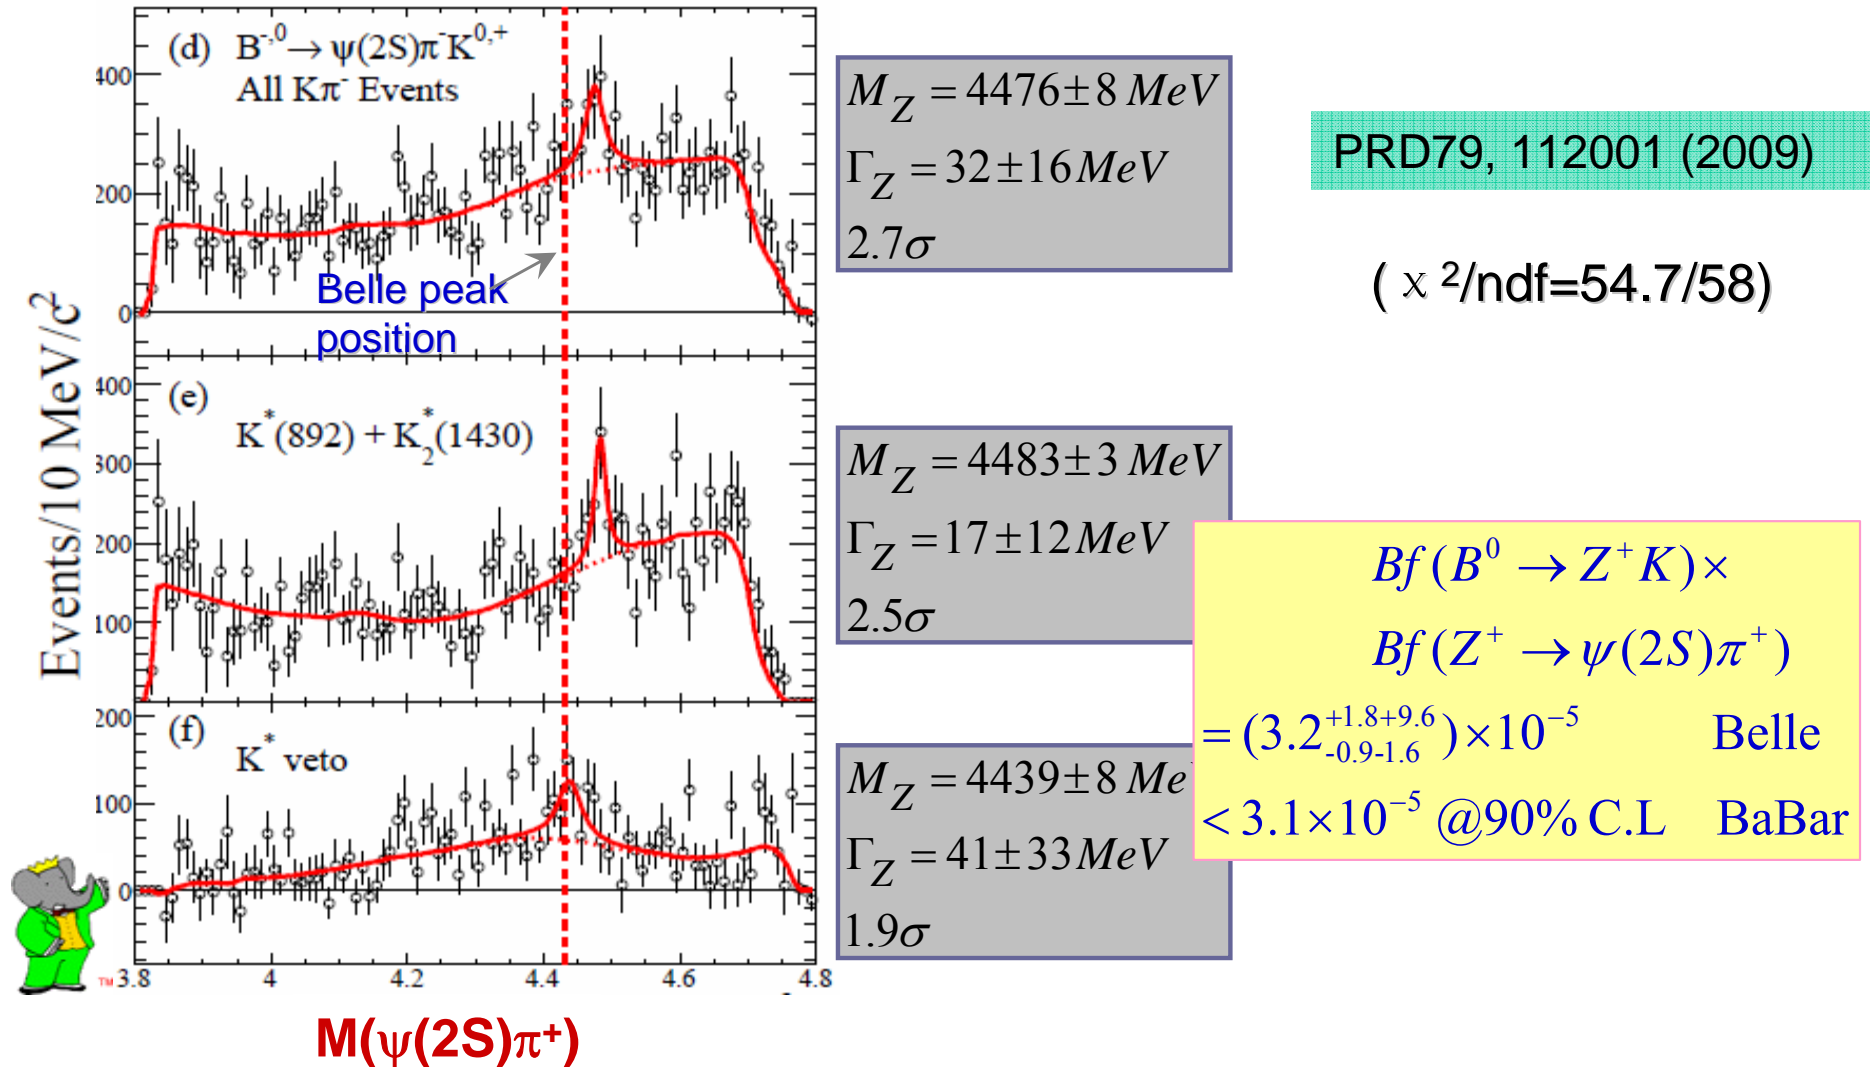 (d) B⁻,⁰ → ψ(2S)π⁻K⁰,⁺
All Kπ⁻ Events
400
200
0
Belle peak
position
Events/10 MeV/c²
(e)
K*(892) + K₂*(1430)
400
300
200
100
(f)
K* veto
200
100
0
3.8 4 4.2 4.4 4.6 4.8
TM
M(ψ(2S)π⁺)
M_Z = 4476±8 MeV
Γ_Z = 32±16 MeV
2.7σ
M_Z = 4483±3 MeV
Γ_Z = 17±12 MeV
2.5σ
M_Z = 4439±8 Me
Γ_Z = 41±33 MeV
1.9σ
PRD79, 112001 (2009)
( χ ²/ndf=54.7/58)
Bf(B⁰ → Z⁺K)×
Bf(Z⁺ → ψ(2S)π⁺)
= (3.2 +1.8+9.6 -0.9-1.6 )×10⁻⁵ Belle
< 3.1×10⁻⁵ @90% C.L BaBar